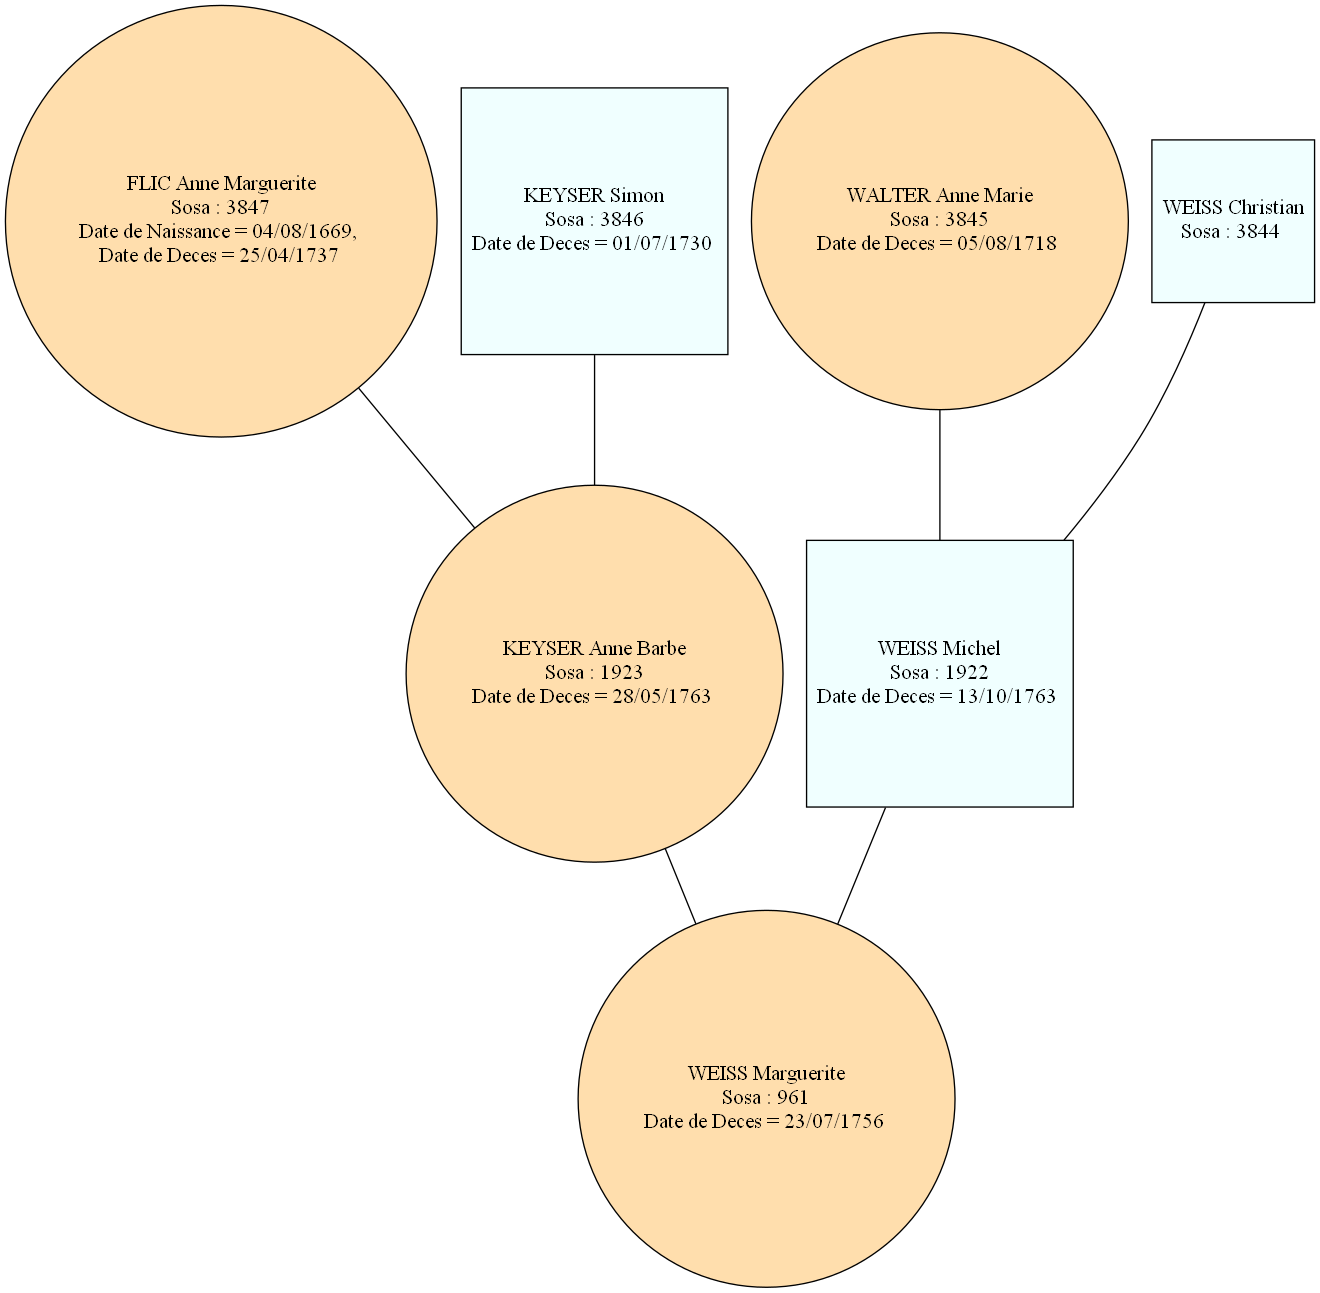 FLIC Anne Marguerite
Sosa : 3847
Date de Naissance = 04/08/1669,
Date de Deces = 25/04/1737
KEYSER Simon
Sosa : 3846
Date de Deces = 01/07/1730
WALTER Anne Marie
Sosa : 3845
Date de Deces = 05/08/1718
WEISS Christian
Sosa : 3844
KEYSER Anne Barbe
Sosa : 1923
Date de Deces = 28/05/1763
WEISS Michel
Sosa : 1922
Date de Deces = 13/10/1763
WEISS Marguerite
Sosa : 961
Date de Deces = 23/07/1756